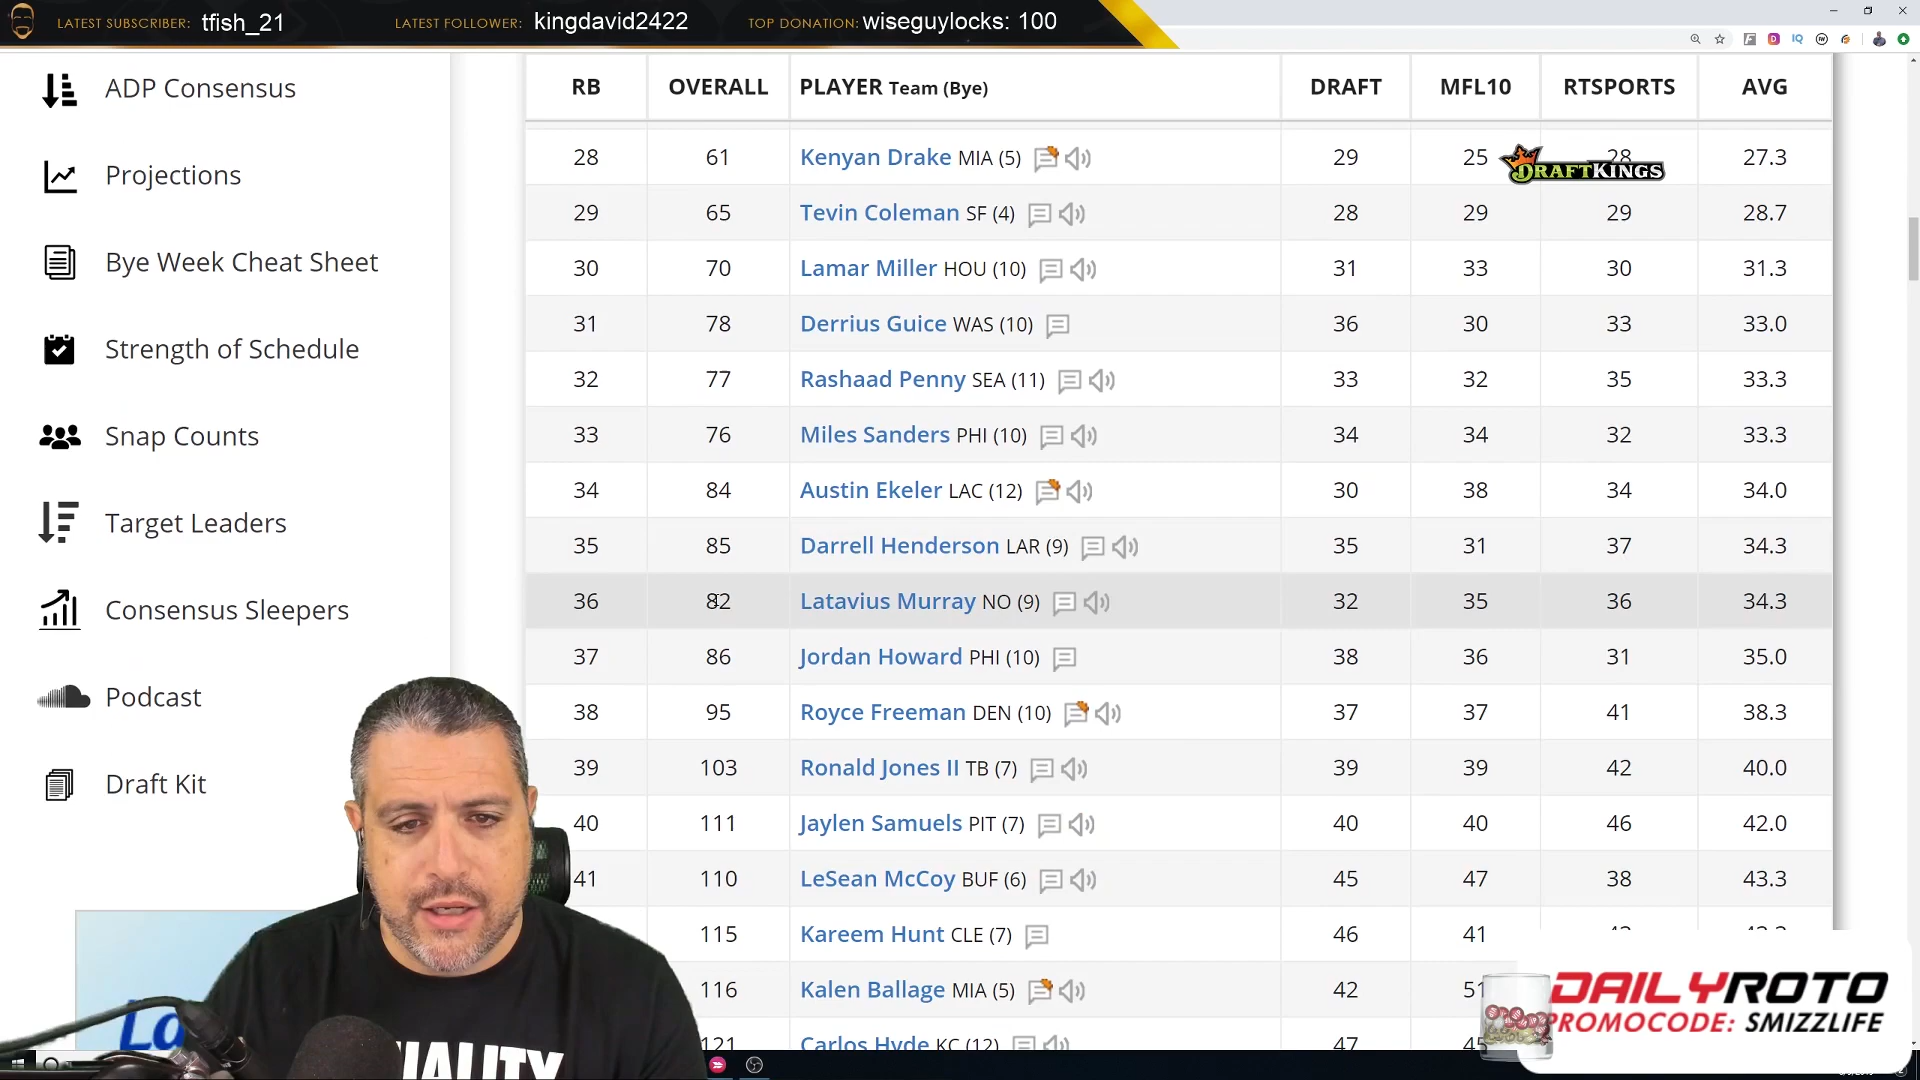 LATEST SUBSCRIBER: tfish_21 LATEST FOLLOWER: kingdavid2422 TOP DONATION: wiseguylocks: 100
ADP Consensus
Projections
Bye Week Cheat Sheet
Strength of Schedule
Snap Counts
Target Leaders
Consensus Sleepers
Podcast
Draft Kit
RB OVERALL PLAYER Team (Bye) DRAFT MFL10 RTSPORTS AVG
28 61 Kenyan Drake MIA (5) 29 25 28 27.3
DRAFTKINGS
29 65 Tevin Coleman SF (4) 28 29 29 28.7
30 70 Lamar Miller HOU (10) 31 33 30 31.3
31 78 Derrius Guice WAS (10) 36 30 33 33.0
32 77 Rashaad Penny SEA (11) 33 32 35 33.3
33 76 Miles Sanders PHI (10) 34 34 32 33.3
34 84 Austin Ekeler LAC (12) 30 38 34 34.0
35 85 Darrell Henderson LAR (9) 35 31 37 34.3
36 82 Latavius Murray NO (9) 32 35 36 34.3
37 86 Jordan Howard PHI (10) 38 36 31 35.0
38 95 Royce Freeman DEN (10) 37 37 41 38.3
39 103 Ronald Jones II TB (7) 39 39 42 40.0
40 111 Jaylen Samuels PIT (7) 40 40 46 42.0
41 110 LeSean McCoy BUF (6) 45 47 38 43.3
115 Kareem Hunt CLE (7) 46 41
116 Kalen Ballage MIA (5) 42 51
121 Carlos Hyde KC (12) 47 45
La
UALITY
DAILYROTO
PROMOCODE: SMIZZLIFE